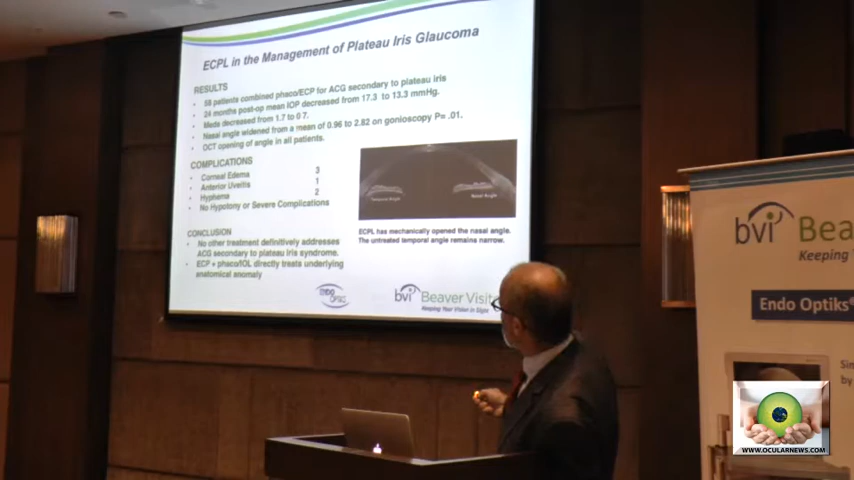 ECPL in the Management of Plateau Iris Glaucoma
RESULTS
• 58 patients combined phaco/ECP for ACG secondary to plateau iris
• 24 months post-op mean IOP decreased from 17.3 to 13.3 mmHg.
• Meds decreased from 1.7 to 0.7.
• Nasal angle widened from a mean of 0.96 to 2.82 on gonioscopy P= .01.
• OCT opening of angle in all patients.
COMPLICATIONS
• Corneal Edema 3
• Anterior Uveitis 1
• Hyphema 2
• No Hypotony or Severe Complications
Temporal Angle
Nasal Angle
ECPL has mechanically opened the nasal angle.
The untreated temporal angle remains narrow.
CONCLUSION
• No other treatment definitively addresses
ACG secondary to plateau iris syndrome.
• ECP + phaco/IOL directly treats underlying
anatomical anomaly
ENDO
OPTIKS
bvi Beaver Visit
Keeping Your Vision in Sight
bvi Bea
Keeping
Endo Optiks®
Sin
by
WWW.OCULARNEWS.COM